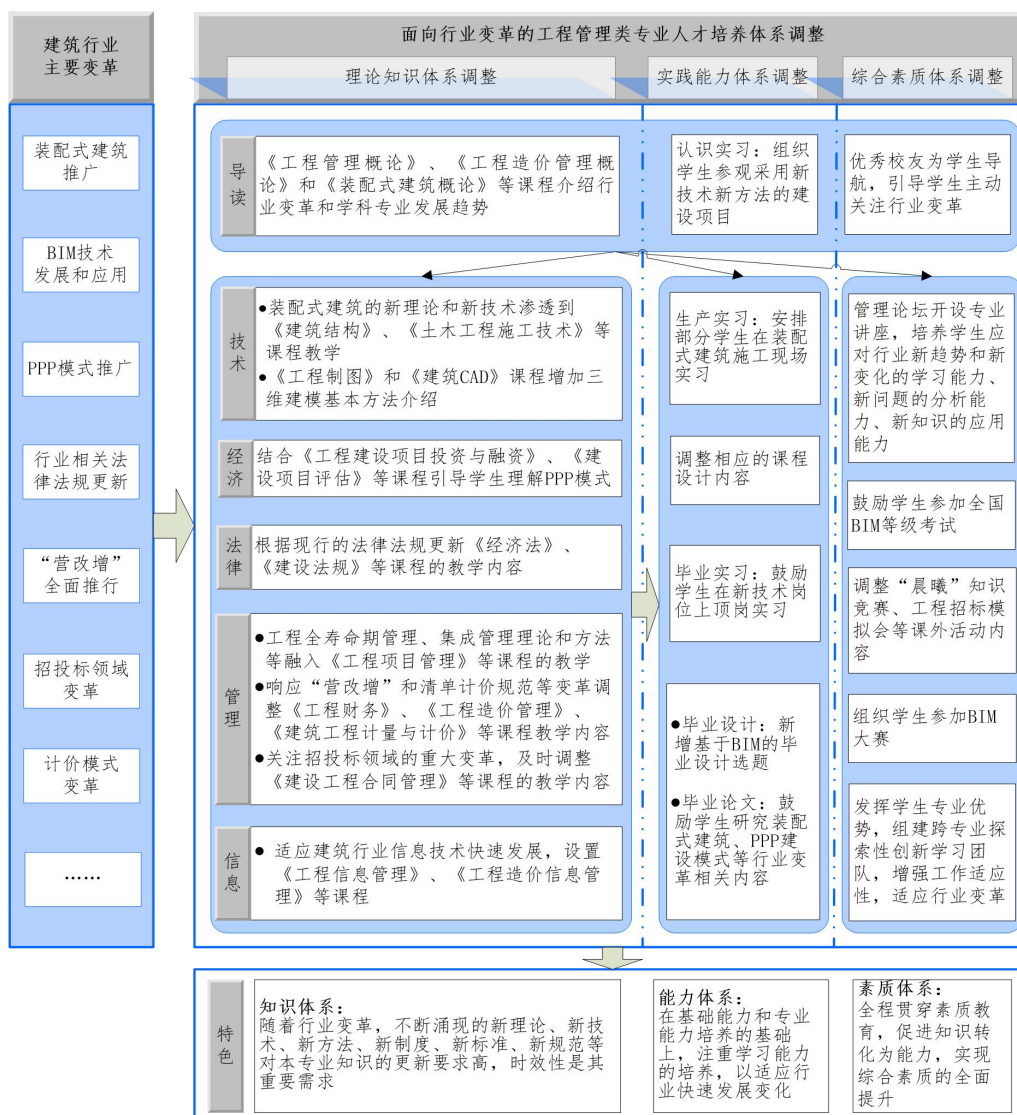 建筑行业
主要变革
装配式建筑
推广
BIM技术
发展和应用
PPP模式推广
行业相关法
律法规更新
“营改增”
全面推行
招投标领域
变革
计价模式
变革
......
面向行业变革的工程管理类专业人才培养体系调整
理论知识体系调整
实践能力体系调整
综合素质体系调整
导
读
《工程管理概论》、《工程造价管理概
论》和《装配式建筑概论》等课程介绍行
业变革和学科专业发展趋势
认识实习：组织
学生参观采用新
技术新方法的建
设项目
优秀校友为学生导
航，引导学生主动
关注行业变革
技
术
●装配式建筑的新理论和新技术渗透到
《建筑结构》、《土木工程施工技术》等
课程教学
●《工程制图》和《建筑CAD》课程增加三
维建模基本方法介绍
经
济
结合《工程建设项目投资与融资》、《建
设项目评估》等课程引导学生理解PPP模式
法
律
根据现行的法律法规更新《经济法》、
《建设法规》等课程的教学内容
管
理
●工程全寿命期管理、集成管理理论和方法
等融入《工程项目管理》等课程的教学
●响应“营改增”和清单计价规范等变革调
整《工程财务》、《工程造价管理》、
《建筑工程计量与计价》等课程教学内容
●关注招投标领域的重大变革，及时调整
《建设工程合同管理》等课程的教学内容
信
息
● 适应建筑行业信息技术快速发展，设置
《工程信息管理》、《工程造价信息管
理》等课程
生产实习：安排
部分学生在装配
式建筑施工现场
实习
调整相应的课程
设计内容
毕业实习：鼓励
学生在新技术岗
位上顶岗实习
●毕业设计：新
增基于BIM的毕
业设计选题
●毕业论文：鼓
励学生研究装配
式建筑、PPP建
设模式等行业变
革相关内容
管理论坛开设专业
讲座，培养学生应
对行业新趋势和新
变化的学习能力、
新问题的分析能
力、新知识的应用
能力
鼓励学生参加全国
BIM等级考试
调整“晨曦”知识
竞赛、工程招标模
拟会等课外活动内
容
组织学生参加BIM
大赛
发挥学生专业优
势，组建跨专业探
索性创新学习团
队，增强工作适应
性，适应行业变革
特
色
知识体系：
随着行业变革，不断涌现的新理论、新技
术、新方法、新制度、新标准、新规范等
对本专业知识的更新要求高，时效性是其
重要需求
能力体系：
在基础能力和专业
能力培养的基础
上，注重学习能力
的培养，以适应行
业快速发展变化
素质体系：
全程贯穿素质教
育，促进知识转
化为能力，实现
综合素质的全面
提升